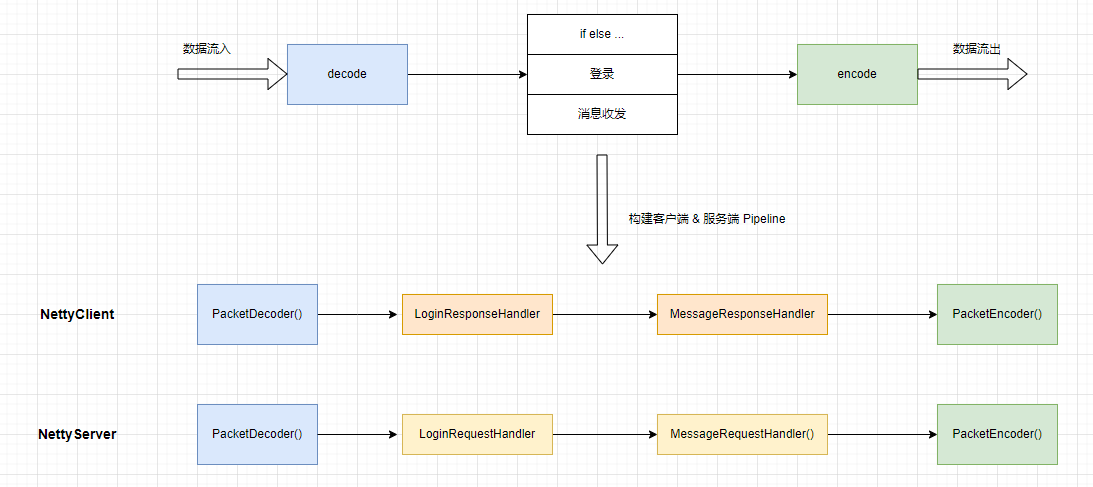 数据流入
decode
if else ...
登录
消息收发
encode
数据流出
构建客户端 & 服务端 Pipeline
NettyClient
PacketDecoder()
LoginResponseHandler
MessageResponseHandler
PacketEncoder()
NettyServer
PacketDecoder()
LoginRequestHandler
MessageRequestHandler()
PacketEncoder()